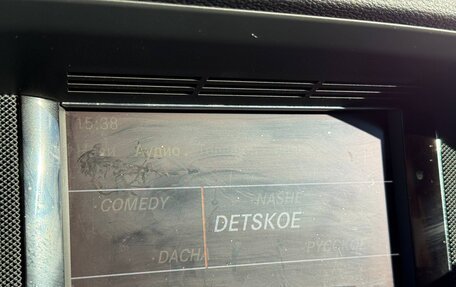 15:38
Аудио
COMEDY NASHE
DETSKOE
DACHA РУССКОЕ